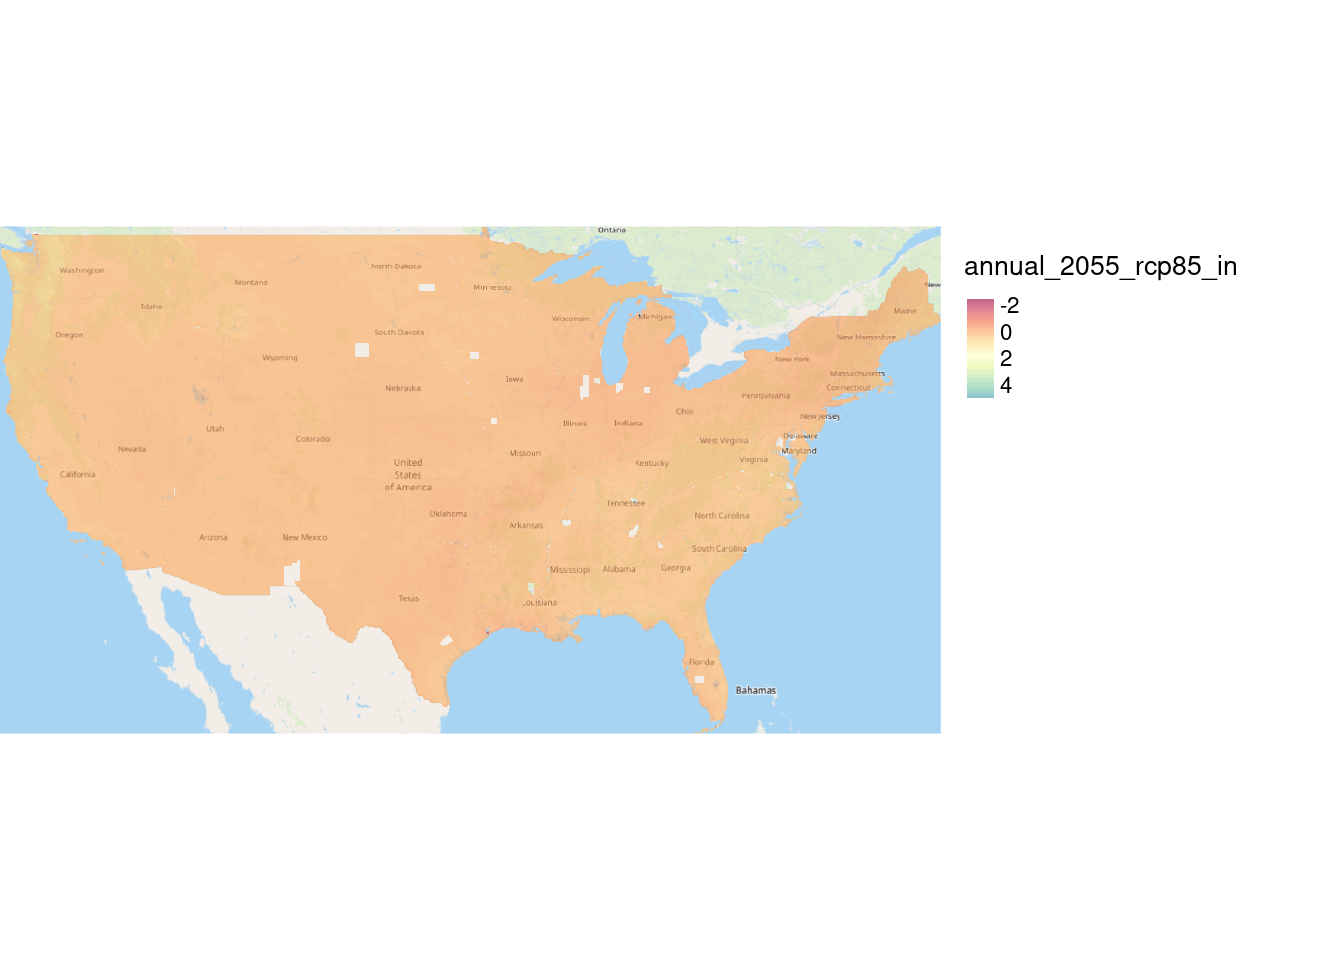 Ontario
annual_2055_rcp85_in
-2
0
2
4
Washington
North Dakota
Montana
Minnesota
New
Idaho
Maine
Oregon
South Dakota
Wisconsin
Michigan
New Hampshire
Wyoming
New York
Massachusetts
Iowa
Nebraska
Connecticut
Pennsylvania
Ohio
New Jersey
Utah
Illinois
Indiana
Colorado
West Virginia
Delaware
Nevada
Missouri
Maryland
United
States
of America
Kentucky
Virginia
California
Tennessee
Oklahoma
North Carolina
Arkansas
Arizona
New Mexico
South Carolina
Mississippi
Alabama
Georgia
Texas
Louisiana
Florida
Bahamas